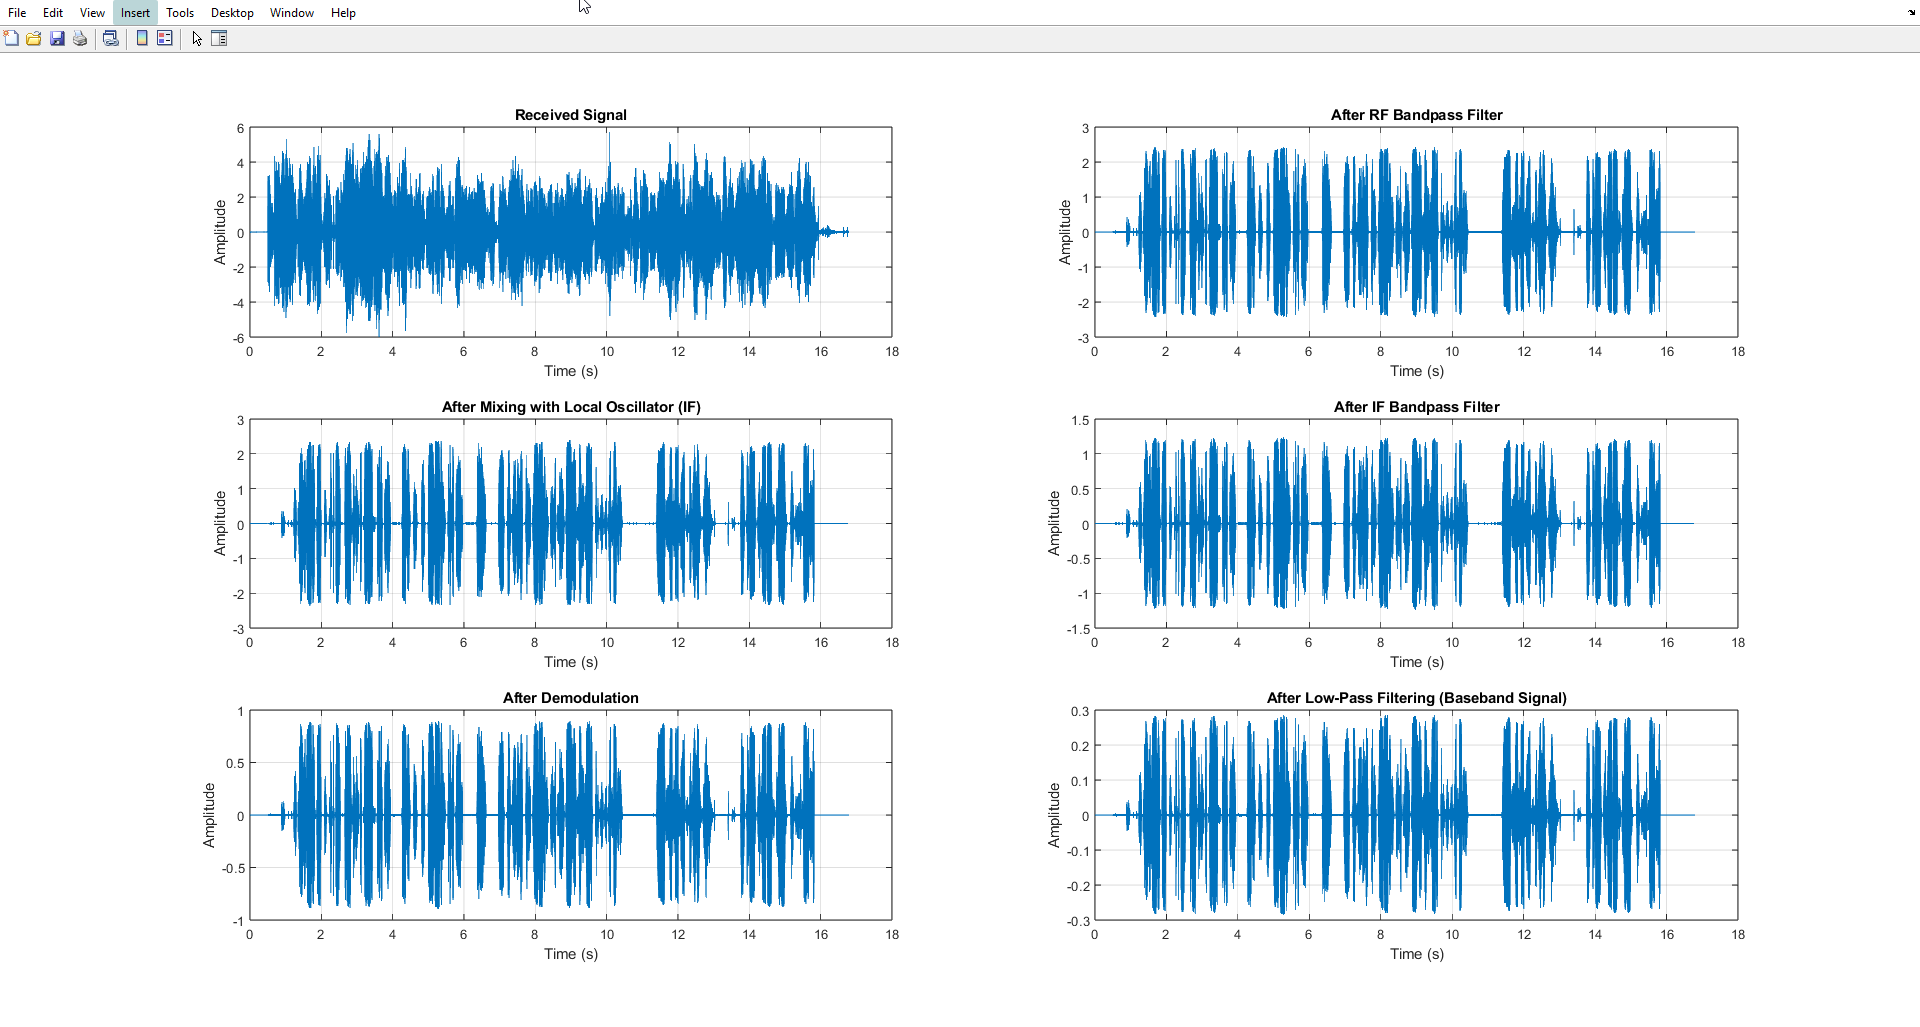 File Edit View Insert Tools Desktop Window Help
Received Signal
Amplitude
6
4
2
0
-2
-4
-6
0 2 4 6 8 10 12 14 16 18
Time (s)
After RF Bandpass Filter
Amplitude
3
2
1
0
-1
-2
-3
0 2 4 6 8 10 12 14 16 18
Time (s)
After Mixing with Local Oscillator (IF)
Amplitude
3
2
1
0
-1
-2
-3
0 2 4 6 8 10 12 14 16 18
Time (s)
After IF Bandpass Filter
Amplitude
1.5
1
0.5
0
-0.5
-1
-1.5
0 2 4 6 8 10 12 14 16 18
Time (s)
After Demodulation
Amplitude
1
0.5
0
-0.5
-1
0 2 4 6 8 10 12 14 16 18
Time (s)
After Low-Pass Filtering (Baseband Signal)
Amplitude
0.3
0.2
0.1
0
-0.1
-0.2
-0.3
0 2 4 6 8 10 12 14 16 18
Time (s)